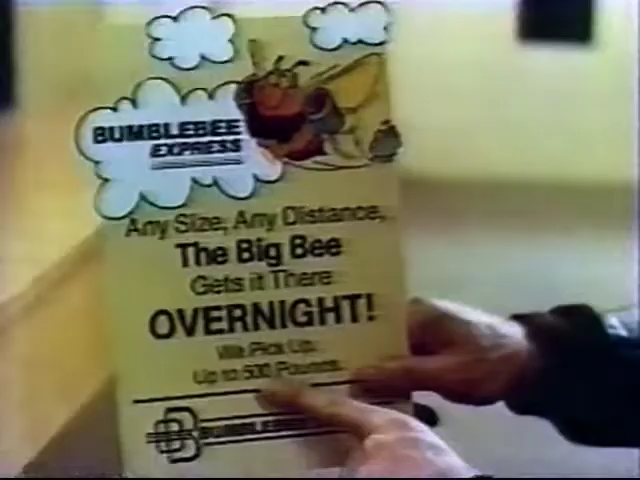 BUMBLEBEE
EXPRESS
Any Size, Any Distance,
The Big Bee
Gets it There
OVERNIGHT!
We Pick Up
Up to 500 Pounds.
BUMBLEBEE